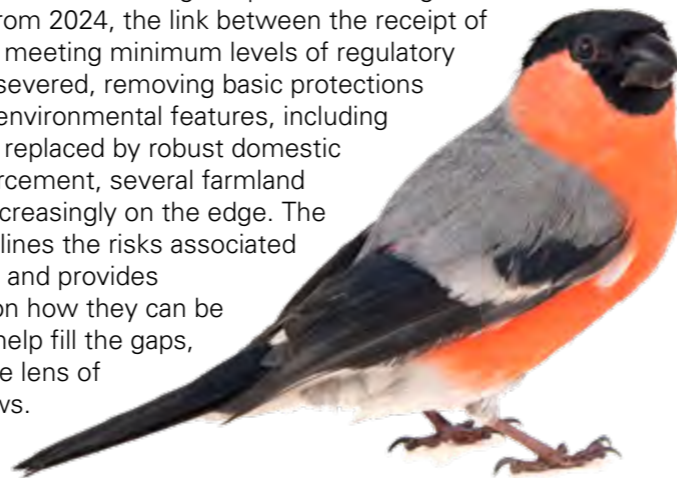 rom 2024, the link between the receipt of
meeting minimum levels of regulatory
severed, removing basic protections
environmental features, including
replaced by robust domestic
rcement, several farmland
creasingly on the edge. The
lines the risks associated
and provides
on how they can be
help fill the gaps,
e lens of
ws.